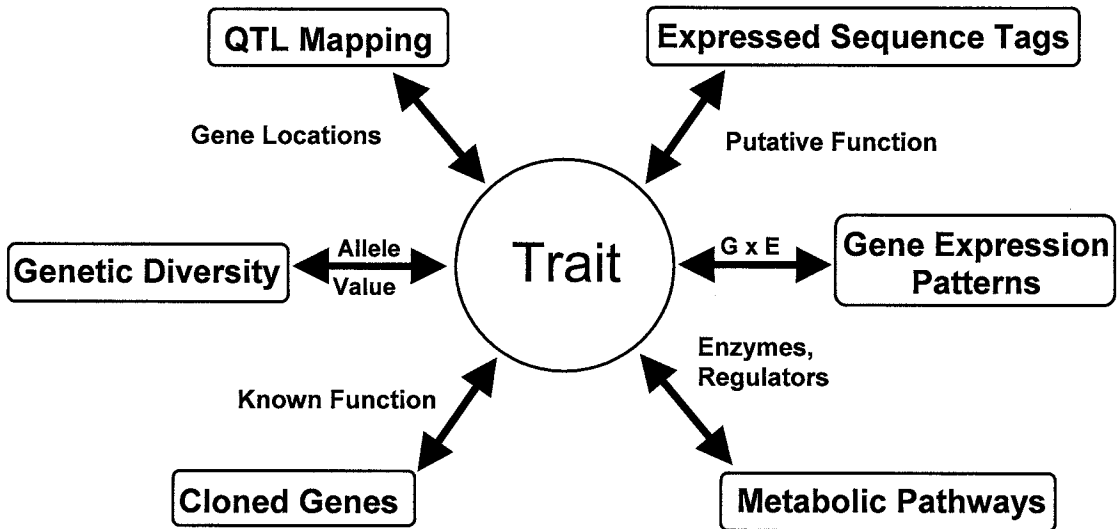 QTL Mapping
Expressed Sequence Tags
Gene Locations
Putative Function
Genetic Diversity
Allele
Value
Trait
G x E
Gene Expression
Patterns
Known Function
Enzymes,
Regulators
Cloned Genes
Metabolic Pathways